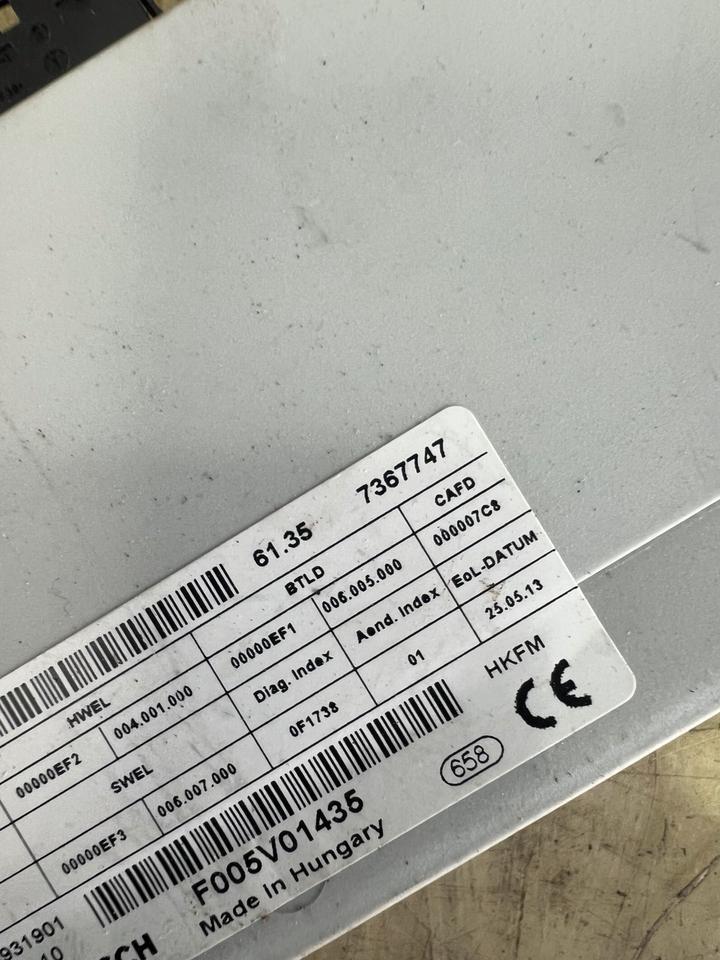 61.35 7367747
HWEL BTLD CAFD
00000EF2 004.001.000 00000EF1 006.005.000 000007C8
SWEL Diag. Index Aend. Index EoL-DATUM
00000EF3 006.007.000 0F1738 01 25.05.13
HKFM
CE
658
F005V01435
Made In Hungary
931901
10
SCH